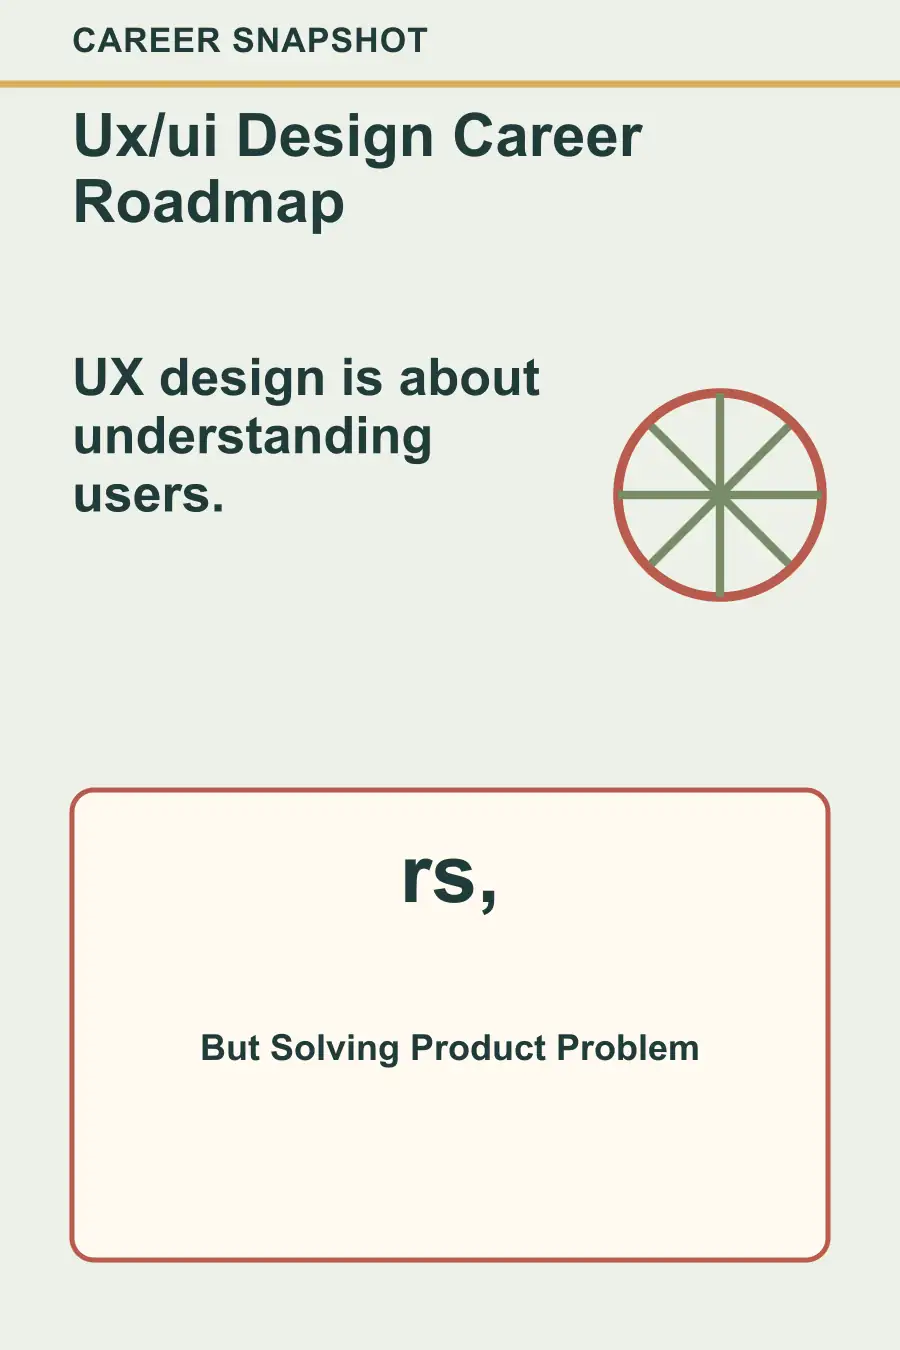 CAREER SNAPSHOT
Ux/ui Design Career
Roadmap
UX design is about
understanding
users.
rs,
But Solving Product Problem